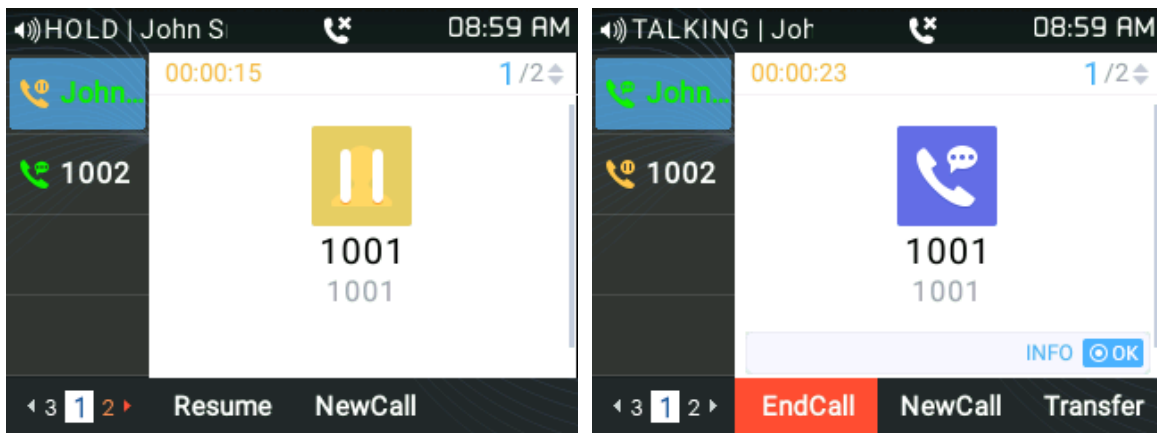 HOLD | John S
08:59 AM
John...
00:00:15
1/2
1002
1001
1001
3 1 2
Resume
NewCall
TALKING | Joh
08:59 AM
John...
00:00:23
1/2
1002
1001
1001
INFO OK
3 1 2
EndCall
NewCall
Transfer